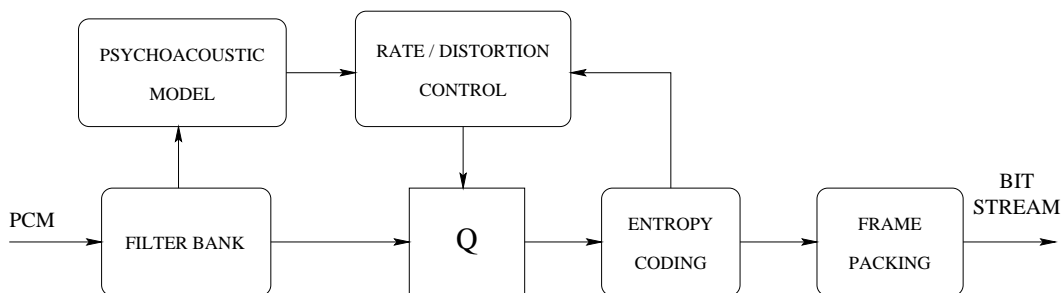 PSYCHOACOUSTIC
MODEL
RATE / DISTORTION
CONTROL
PCM
FILTER BANK
Q
ENTROPY
CODING
FRAME
PACKING
BIT
STREAM